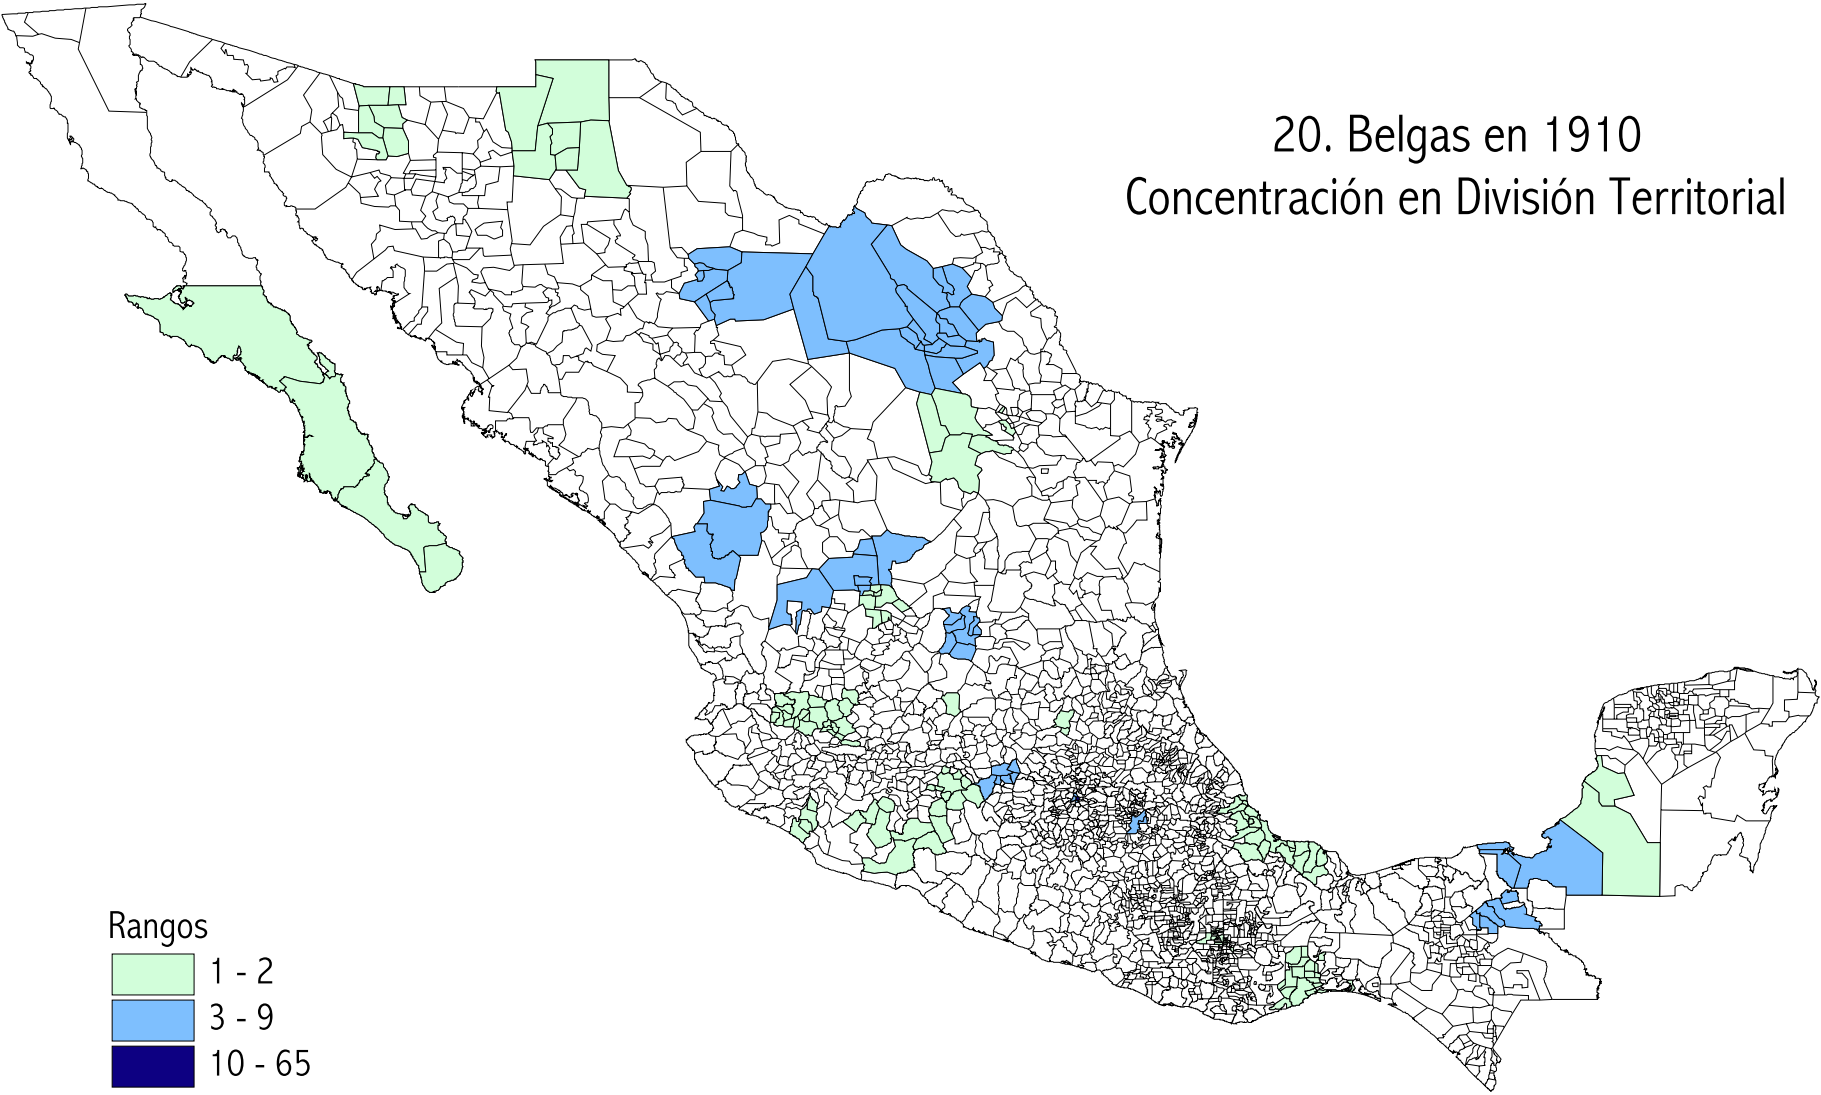 20. Belgas en 1910
Concentración en División Territorial
Rangos
1 - 2
3 - 9
10 - 65